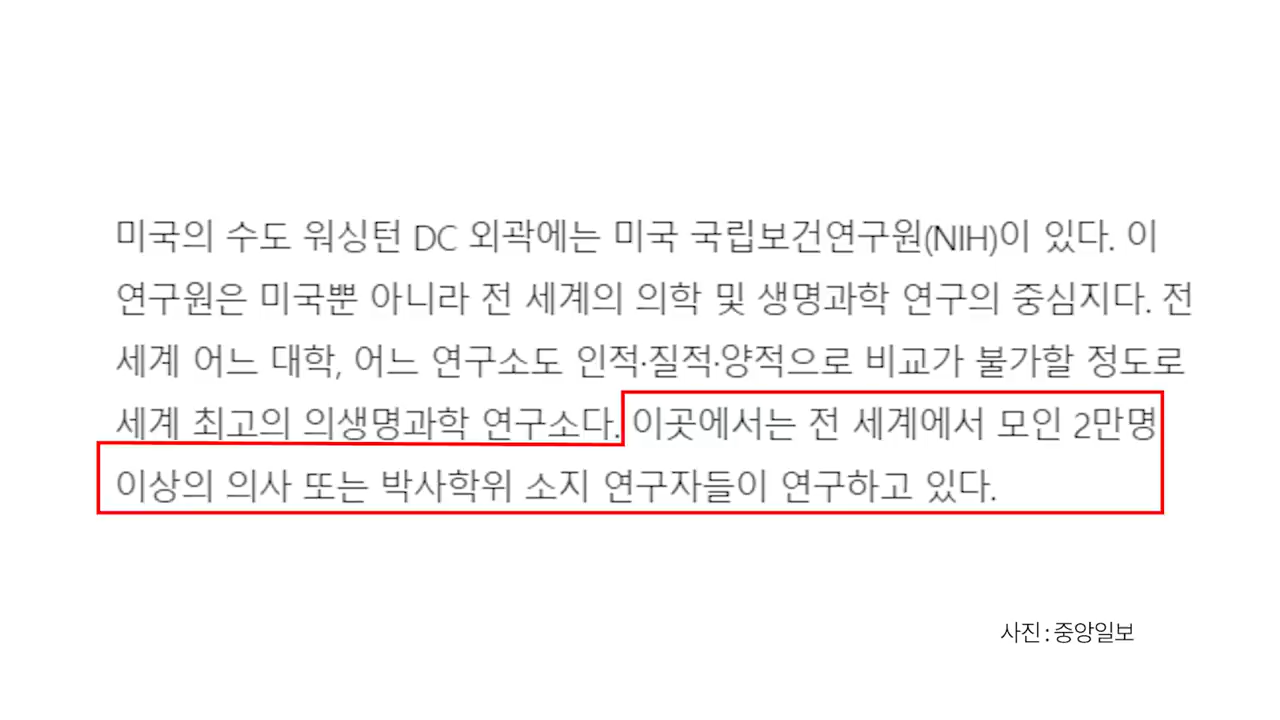 미국의 수도 워싱턴 DC 외곽에는 미국 국립보건연구원(NIH)이 있다. 이
연구원은 미국뿐 아니라 전 세계의 의학 및 생명과학 연구의 중심지다. 전
세계 어느 대학, 어느 연구소도 인적·질적·양적으로 비교가 불가할 정도로
세계 최고의 의생명과학 연구소다. 이곳에서는 전 세계에서 모인 2만명
이상의 의사 또는 박사학위 소지 연구자들이 연구하고 있다.
사진 : 중앙일보